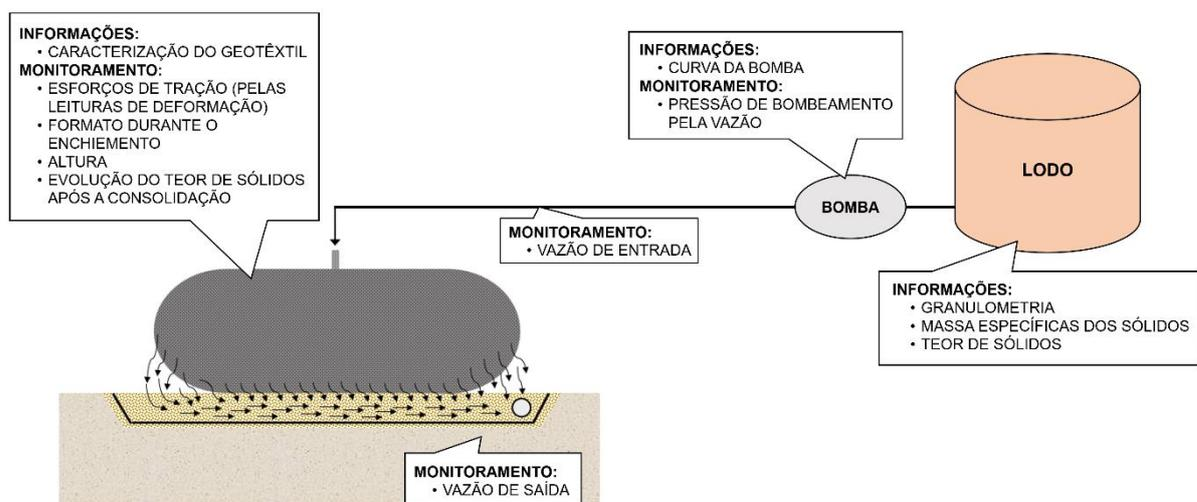 INFORMAÇÕES:
• CARACTERIZAÇÃO DO GEOTÊXTIL
MONITORAMENTO:
• ESFORÇOS DE TRAÇÃO (PELAS
LEITURAS DE DEFORMAÇÃO)
• FORMATO DURANTE O
ENCHIEMENTO
• ALTURA
• EVOLUÇÃO DO TEOR DE SÓLIDOS
APÓS A CONSOLIDAÇÃO
INFORMAÇÕES:
• CURVA DA BOMBA
MONITORAMENTO:
• PRESSÃO DE BOMBEAMENTO
PELA VAZÃO
LODO
BOMBA
MONITORAMENTO:
• VAZÃO DE ENTRADA
INFORMAÇÕES:
• GRANULOMETRIA
• MASSA ESPECÍFICAS DOS SÓLIDOS
• TEOR DE SÓLIDOS
MONITORAMENTO:
• VAZÃO DE SAÍDA